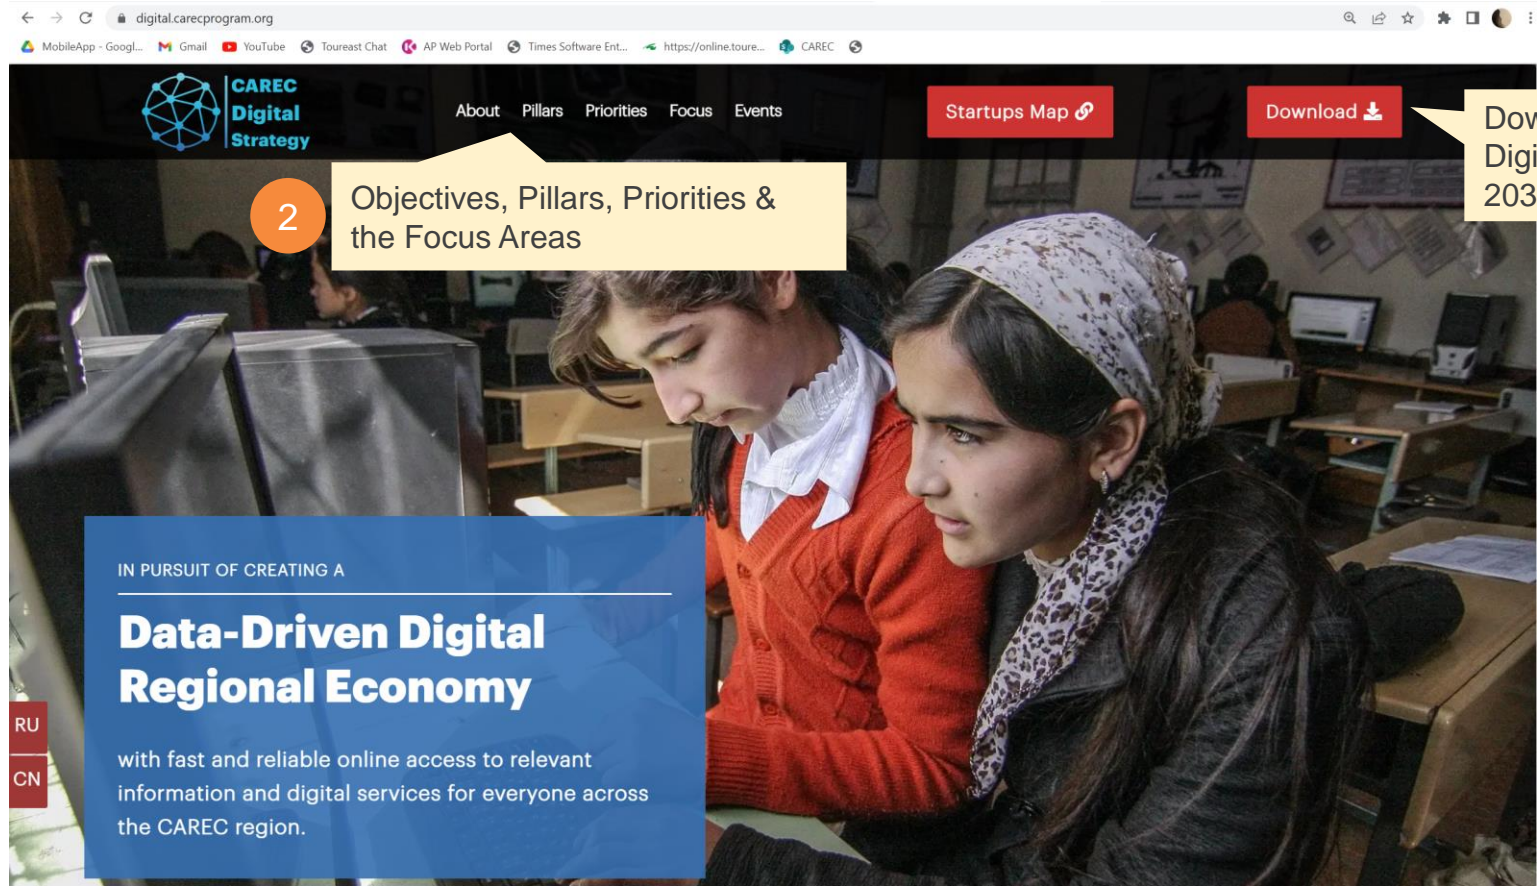 digital.carecprogram.org
MobileApp - Googl... Gmail YouTube Toureast Chat AP Web Portal Times Software Ent... https://online.toure... CAREC
CAREC
Digital
Strategy
About Pillars Priorities Focus Events
Startups Map
Download
2
Objectives, Pillars, Priorities &
the Focus Areas
IN PURSUIT OF CREATING A
Data-Driven Digital
Regional Economy
with fast and reliable online access to relevant
information and digital services for everyone across
the CAREC region.
RU
CN